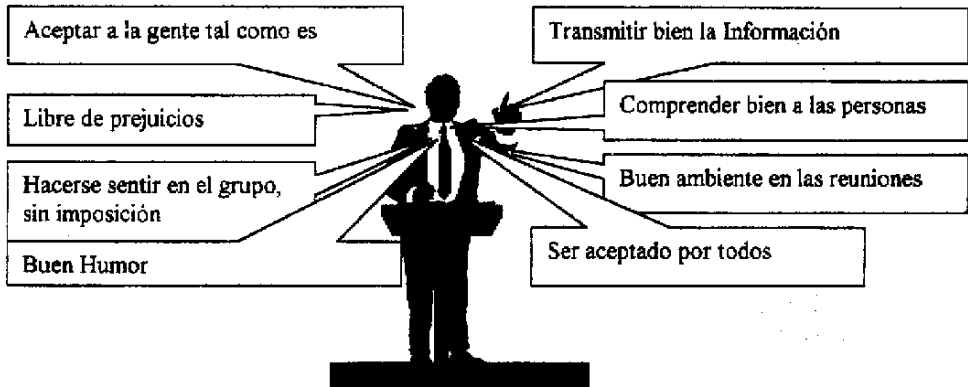 Aceptar a la gente tal como es
Libre de prejuicios
Hacerse sentir en el grupo,
sin imposición
Buen Humor
Transmitir bien la Información
Comprender bien a las personas
Buen ambiente en las reuniones
Ser aceptado por todos